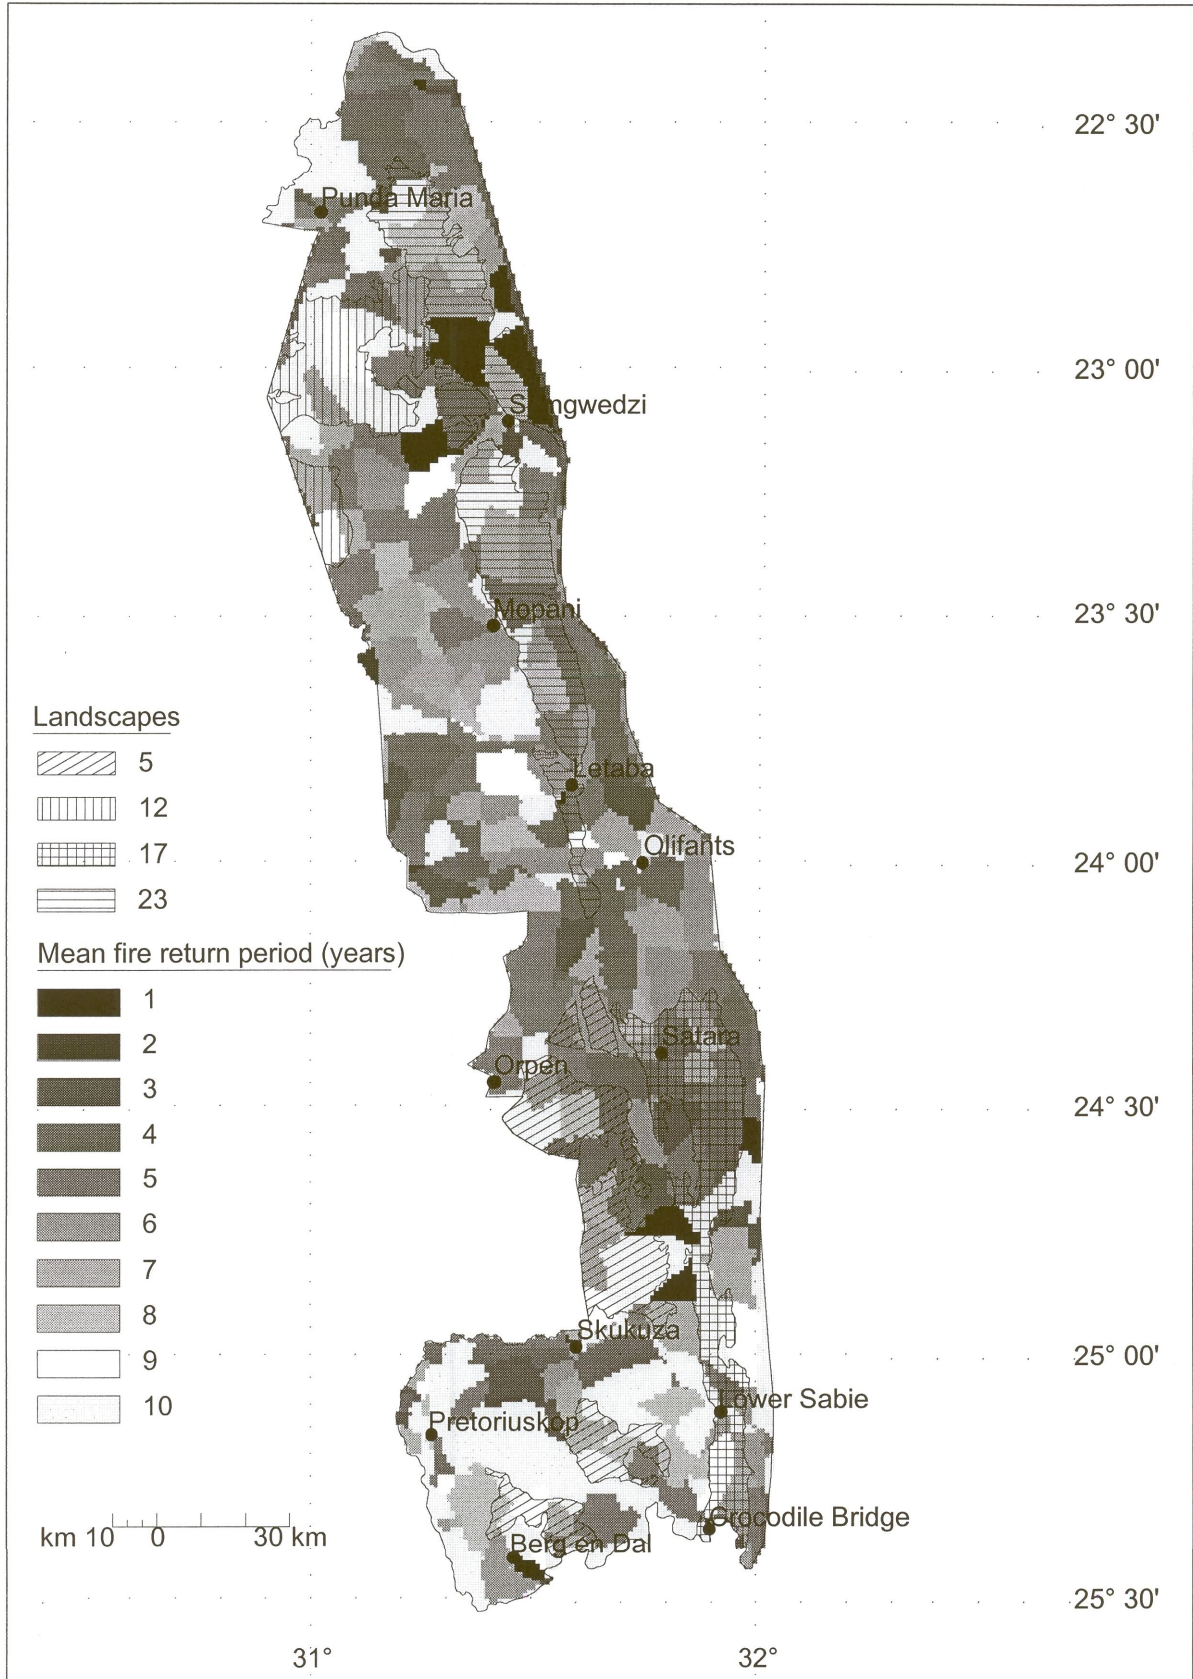 22° 30'
Punda Maria
23° 00'
Shingwedzi
23° 30'
Mopani
Landscapes
5
12
17
23
Letaba
Olifants
24° 00'
Mean fire return period (years)
1
2
3
4
5
6
7
8
9
10
Satara
Orpen
24° 30'
Skukuza
25° 00'
Lower Sabie
Pretoriuskop
Crocodile Bridge
km 10 0 30 km
Berg en Dal
25° 30'
31°
32°